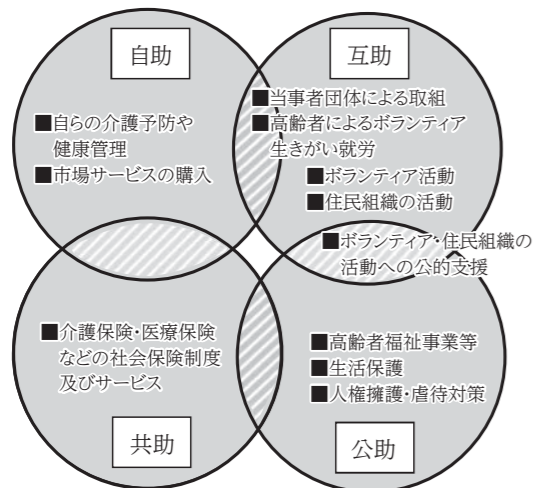 自助
■自らの介護予防や
健康管理
■市場サービスの購入
互助
■当事者団体による取組
■高齢者によるボランティア
生きがい就労
■ボランティア活動
■住民組織の活動
■ボランティア・住民組織の
活動への公的支援
■介護保険・医療保険
などの社会保険制度
及びサービス
共助
■高齢者福祉事業等
■生活保護
■人権擁護・虐待対策
公助